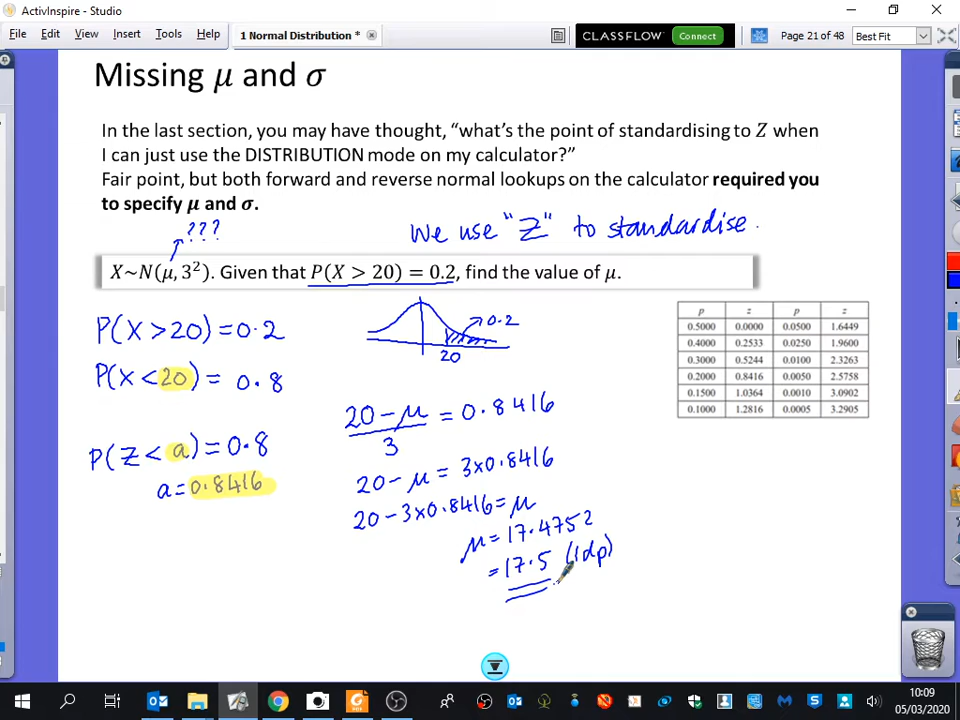 ActivInspire - Studio
File Edit View Insert Tools Help
1 Normal Distribution *
CLASSFLOW Connect
Page 21 of 48
Best Fit
Missing μ and σ
In the last section, you may have thought, “what’s the point of standardising to Z when
I can just use the DISTRIBUTION mode on my calculator?”
Fair point, but both forward and reverse normal lookups on the calculator required you
to specify μ and σ.
???
We use "Z" to standardise.
X~N(μ, 3²). Given that P(X > 20) = 0.2, find the value of μ.
P(X>20)=0.2
P(X<20)= 0.8
P(Z<a)=0.8
a=0.8416
0.2
20
20-μ/3 = 0.8416
20-μ = 3x0.8416
20-3x0.8416=μ
μ= 17.4752
= 17.5 (1dp)
p z p z
0.5000 0.0000 0.0500 1.6449
0.4000 0.2533 0.0250 1.9600
0.3000 0.5244 0.0100 2.3263
0.2000 0.8416 0.0050 2.5758
0.1500 1.0364 0.0010 3.0902
0.1000 1.2816 0.0005 3.2905
10:09
05/03/2020